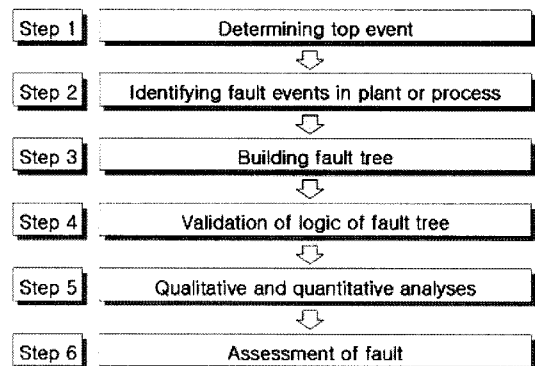 Step 1 Determining top event
Step 2 Identifying fault events in plant or process
Step 3 Building fault tree
Step 4 Validation of logic of fault tree
Step 5 Qualitative and quantitative analyses
Step 6 Assessment of fault